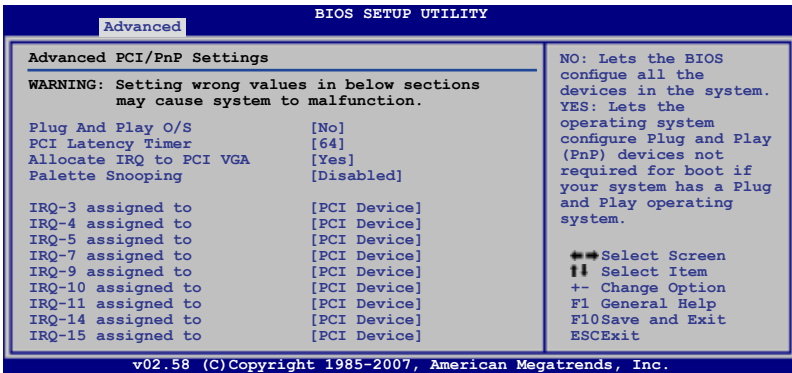 BIOS SETUP UTILITY
Advanced
Advanced PCI/PnP Settings
WARNING: Setting wrong values in below sections
may cause system to malfunction.
Plug And Play O/S [No]
PCI Latency Timer [64]
Allocate IRQ to PCI VGA [Yes]
Palette Snooping [Disabled]
IRQ-3 assigned to [PCI Device]
IRQ-4 assigned to [PCI Device]
IRQ-5 assigned to [PCI Device]
IRQ-7 assigned to [PCI Device]
IRQ-9 assigned to [PCI Device]
IRQ-10 assigned to [PCI Device]
IRQ-11 assigned to [PCI Device]
IRQ-14 assigned to [PCI Device]
IRQ-15 assigned to [PCI Device]
NO: Lets the BIOS
configue all the
devices in the system.
YES: Lets the
operating system
configure Plug and Play
(PnP) devices not
required for boot if
your system has a Plug
and Play operating
system.
←→Select Screen
↑↓ Select Item
+- Change Option
F1 General Help
F10Save and Exit
ESCExit
v02.58 (C)Copyright 1985-2007, American Megatrends, Inc.